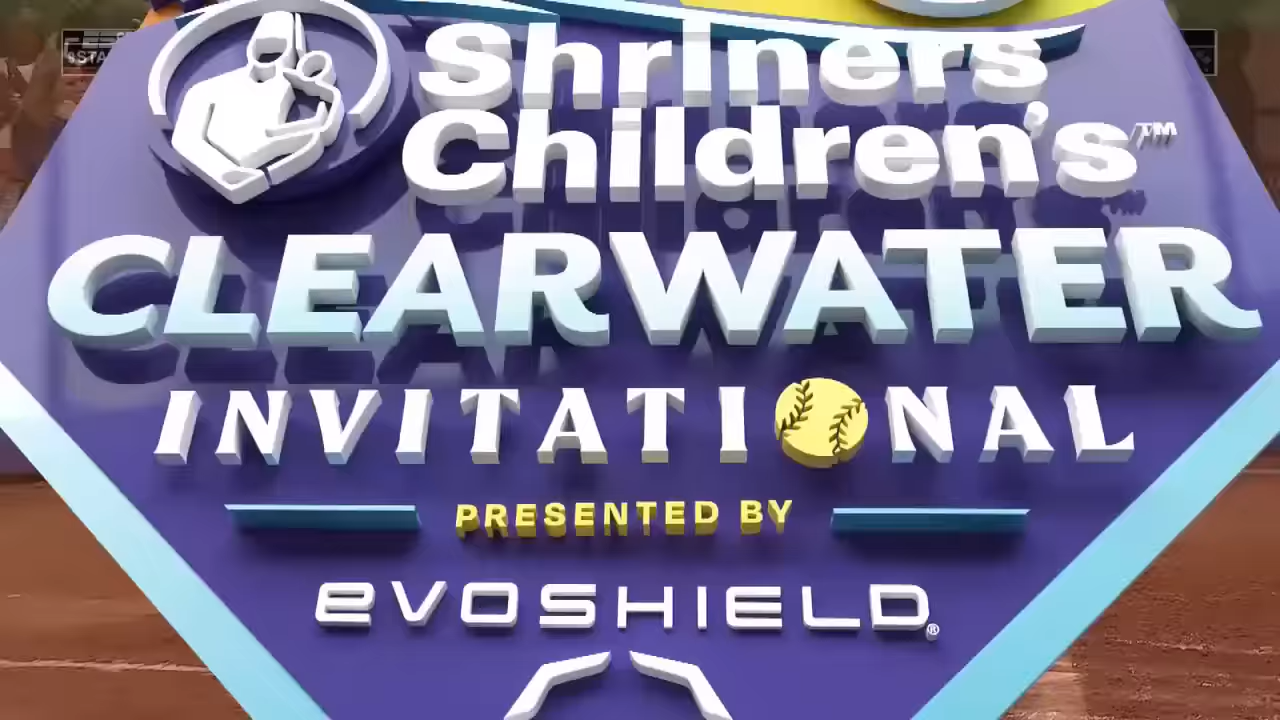 Shriners
Children's™
CLEARWATER
INVITATIONAL
PRESENTED BY
evoshield®